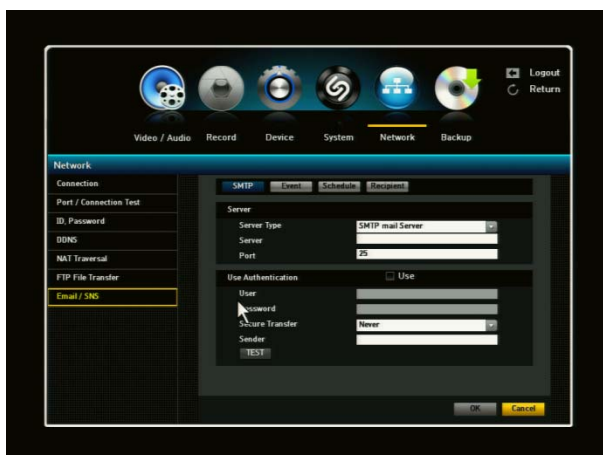 Logout
Return
Video / Audio Record Device System Network Backup
Network
Connection
Port / Connection Test
ID, Password
DDNS
NAT Traversal
FTP File Transfer
Email / SNS
SMTP Event Schedule Recipient
Server
Server Type SMTP mail Server
Server
Port 25
Use Authentication Use
User
Password
Secure Transfer Never
Sender
TEST
OK Cancel